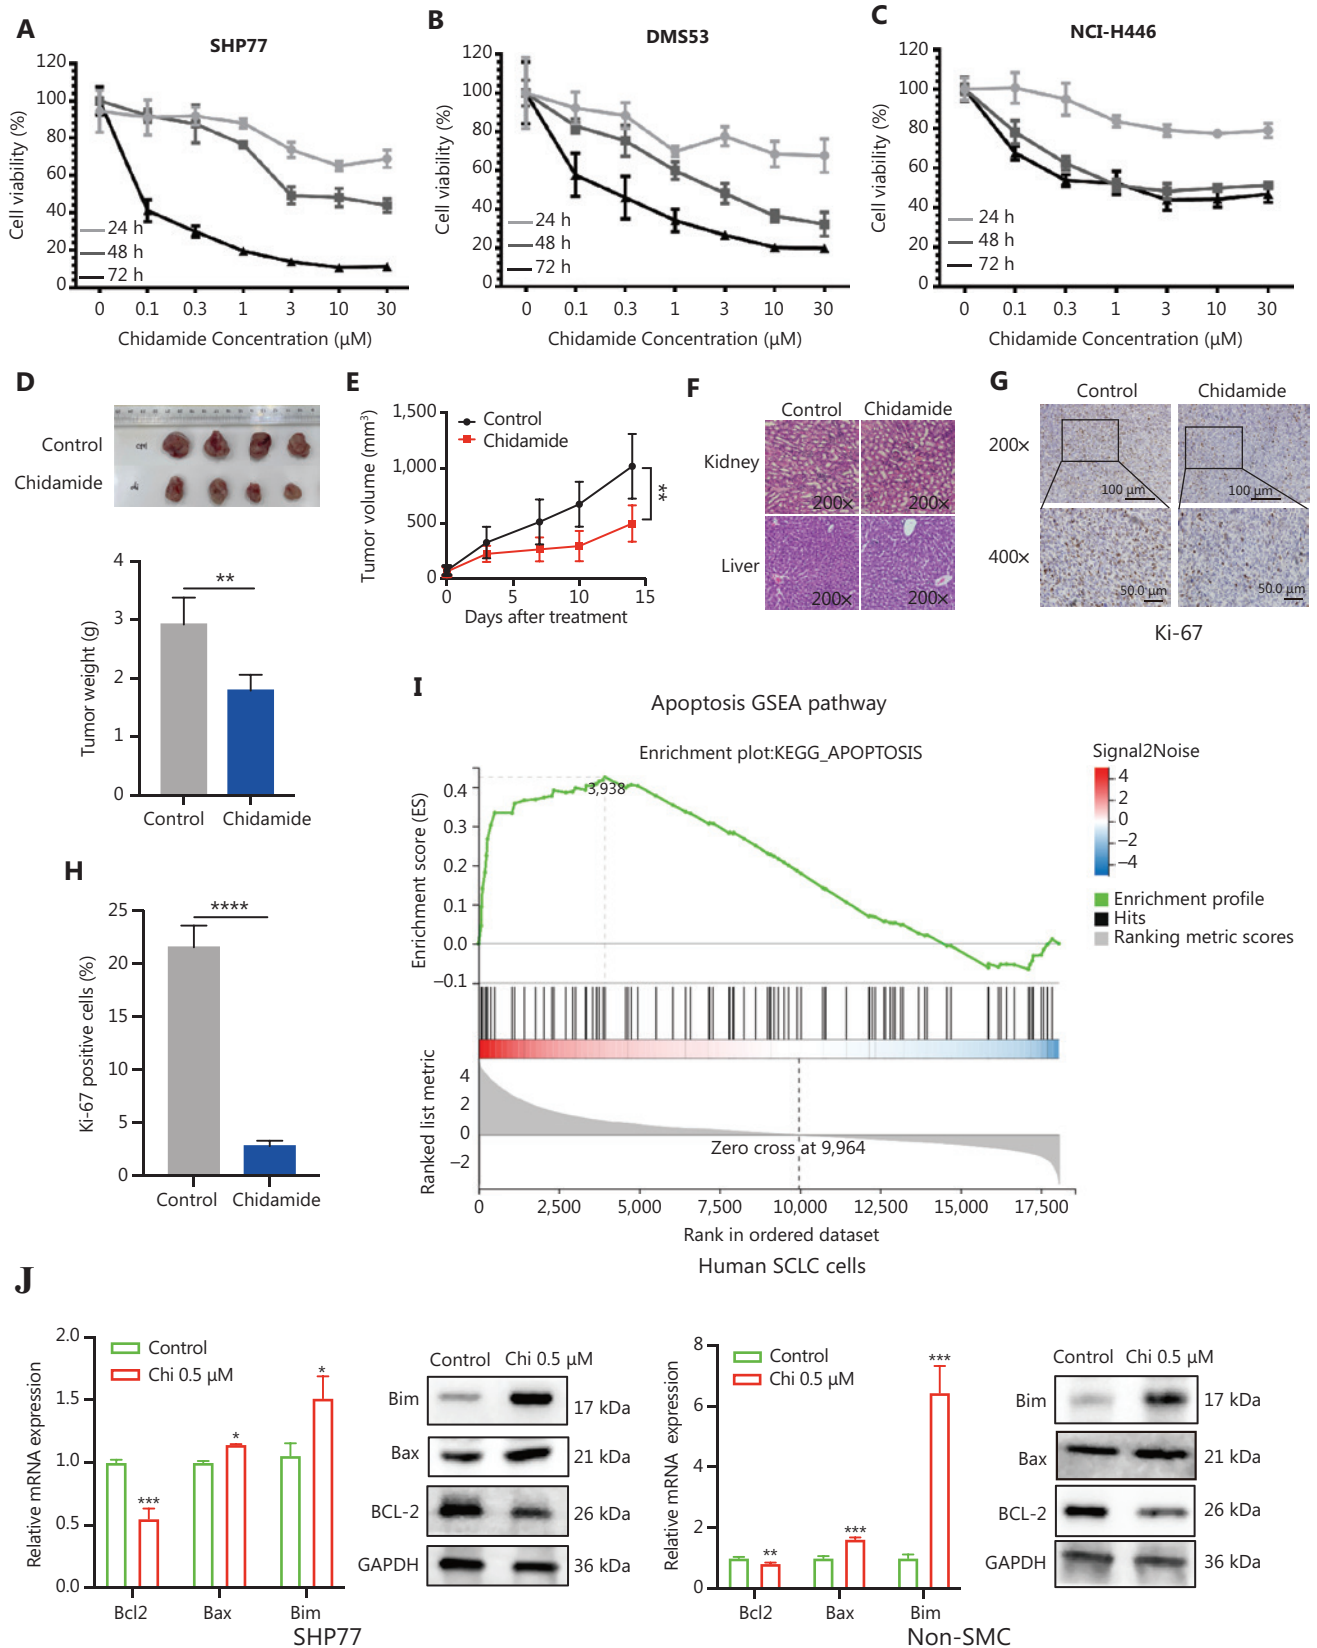 A
SHP77
Cell viability (%)
120
100
80
60
40
20
0
24 h
48 h
72 h
0 0.1 0.3 1 3 10 30
Chidamide Concentration (μM)
B
DMS53
Cell viability (%)
120
100
80
60
40
20
0
24 h
48 h
72 h
0 0.1 0.3 1 3 10 30
Chidamide Concentration (μM)
C
NCI-H446
Cell viability (%)
120
100
80
60
40
20
0
24 h
48 h
72 h
0 0.1 0.3 1 3 10 30
Chidamide Concentration (μM)
D
Control
Chidamide
Tumor weight (g)
4
3
2
1
0
**
Control Chidamide
E
Tumor volume (mm³)
1,500
1,000
500
0
Control
Chidamide
**
0 5 10 15
Days after treatment
F
Control Chidamide
Kidney
200× 200×
Liver
200× 200×
G
Control Chidamide
200×
100 μm 100 μm
400×
50.0 μm 50.0 μm
Ki-67
H
Ki-67 positive cells (%)
25
20
15
10
5
0
****
Control Chidamide
I
Apoptosis GSEA pathway
Enrichment plot:KEGG_APOPTOSIS
Enrichment score (ES)
0.4
0.3
0.2
0.1
0.0
−0.1
3,938
Signal2Noise
4
2
0
−2
−4
Enrichment profile
Hits
Ranking metric scores
Ranked list metric
4
2
0
−2
Zero cross at 9,964
0 2,500 5,000 7,500 10,000 12,500 15,000 17,500
Rank in ordered dataset
Human SCLC cells
J
Relative mRNA expression
2.0
1.5
1.0
0.5
0.0
Control
Chi 0.5 μM
***
*
*
Bcl2 Bax Bim
SHP77
Control Chi 0.5 μM
Bim 17 kDa
Bax 21 kDa
BCL-2 26 kDa
GAPDH 36 kDa
Relative mRNA expression
8
6
4
2
0
Control
Chi 0.5 μM
**
***
***
Bcl2 Bax Bim
Non-SMC
Control Chi 0.5 μM
Bim 17 kDa
Bax 21 kDa
BCL-2 26 kDa
GAPDH 36 kDa